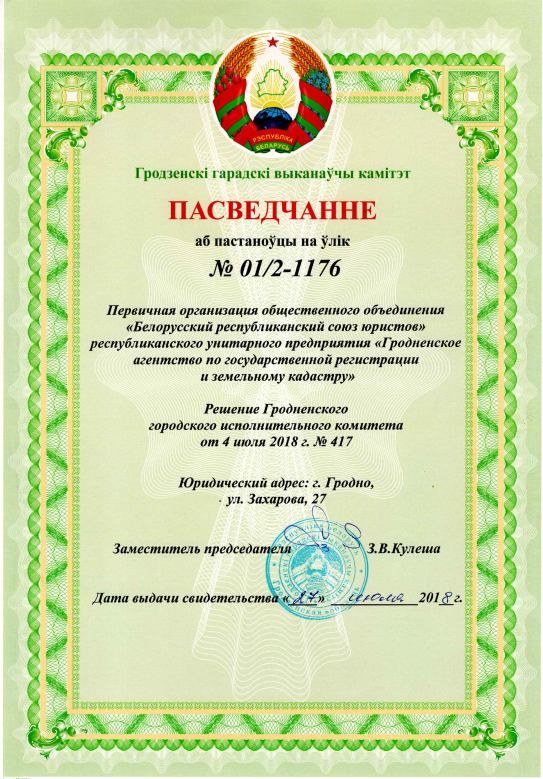 РЭСПУБЛІКА
БЕЛАРУСЬ
Гродзенскі гарадскі выканаўчы камітэт
ПАСВЕДЧАННЕ
аб пастаноўцы на ўлік
№ 01/2-1176
Первичная организация общественного объединения
«Белорусский республиканский союз юристов»
республиканского унитарного предприятия «Гродненское
агентство по государственной регистрации
и земельному кадастру»
Решение Гродненского
городского исполнительного комитета
от 4 июля 2018 г. № 417
Юридический адрес: г. Гродно,
ул. Захарова, 27
Заместитель председателя З.В.Кулеша
Дата выдачи свидетельства «27» июля 2018г.